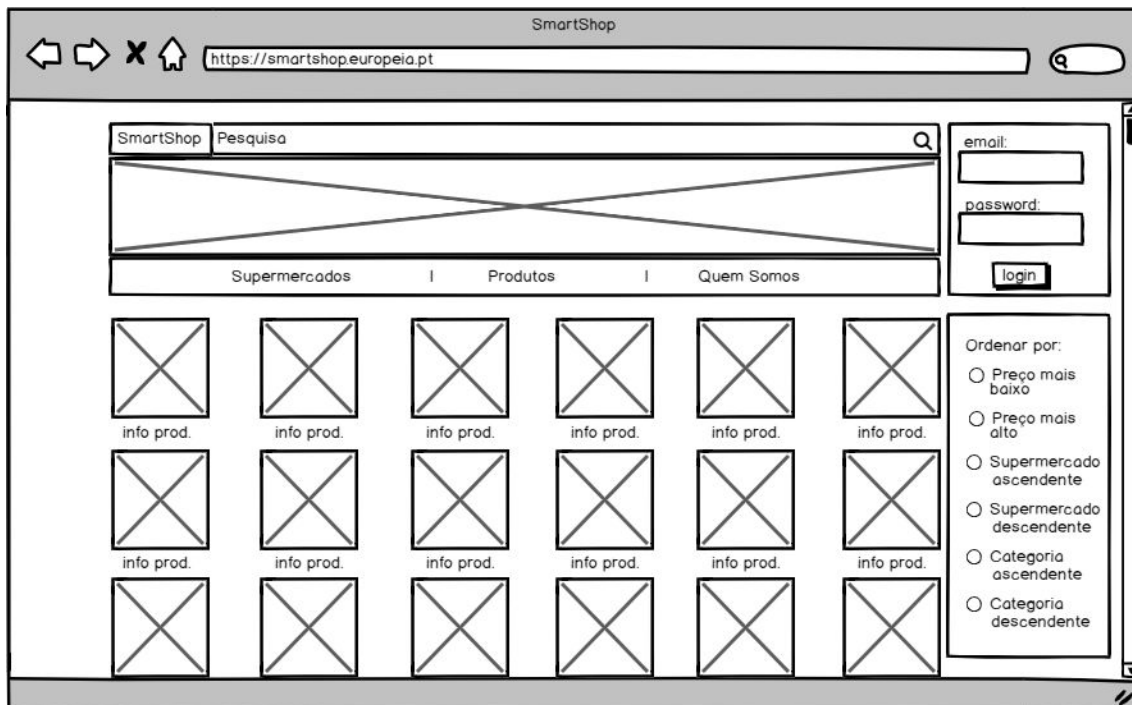 SmartShop
https://smartshop.europeia.pt
SmartShop Pesquisa
email:
password:
login
Supermercados | Produtos | Quem Somos
info prod. info prod. info prod. info prod. info prod. info prod.
info prod. info prod. info prod. info prod. info prod. info prod.
Ordenar por:
Preço mais
baixo
Preço mais
alto
Supermercado
ascendente
Supermercado
descendente
Categoria
ascendente
Categoria
descendente